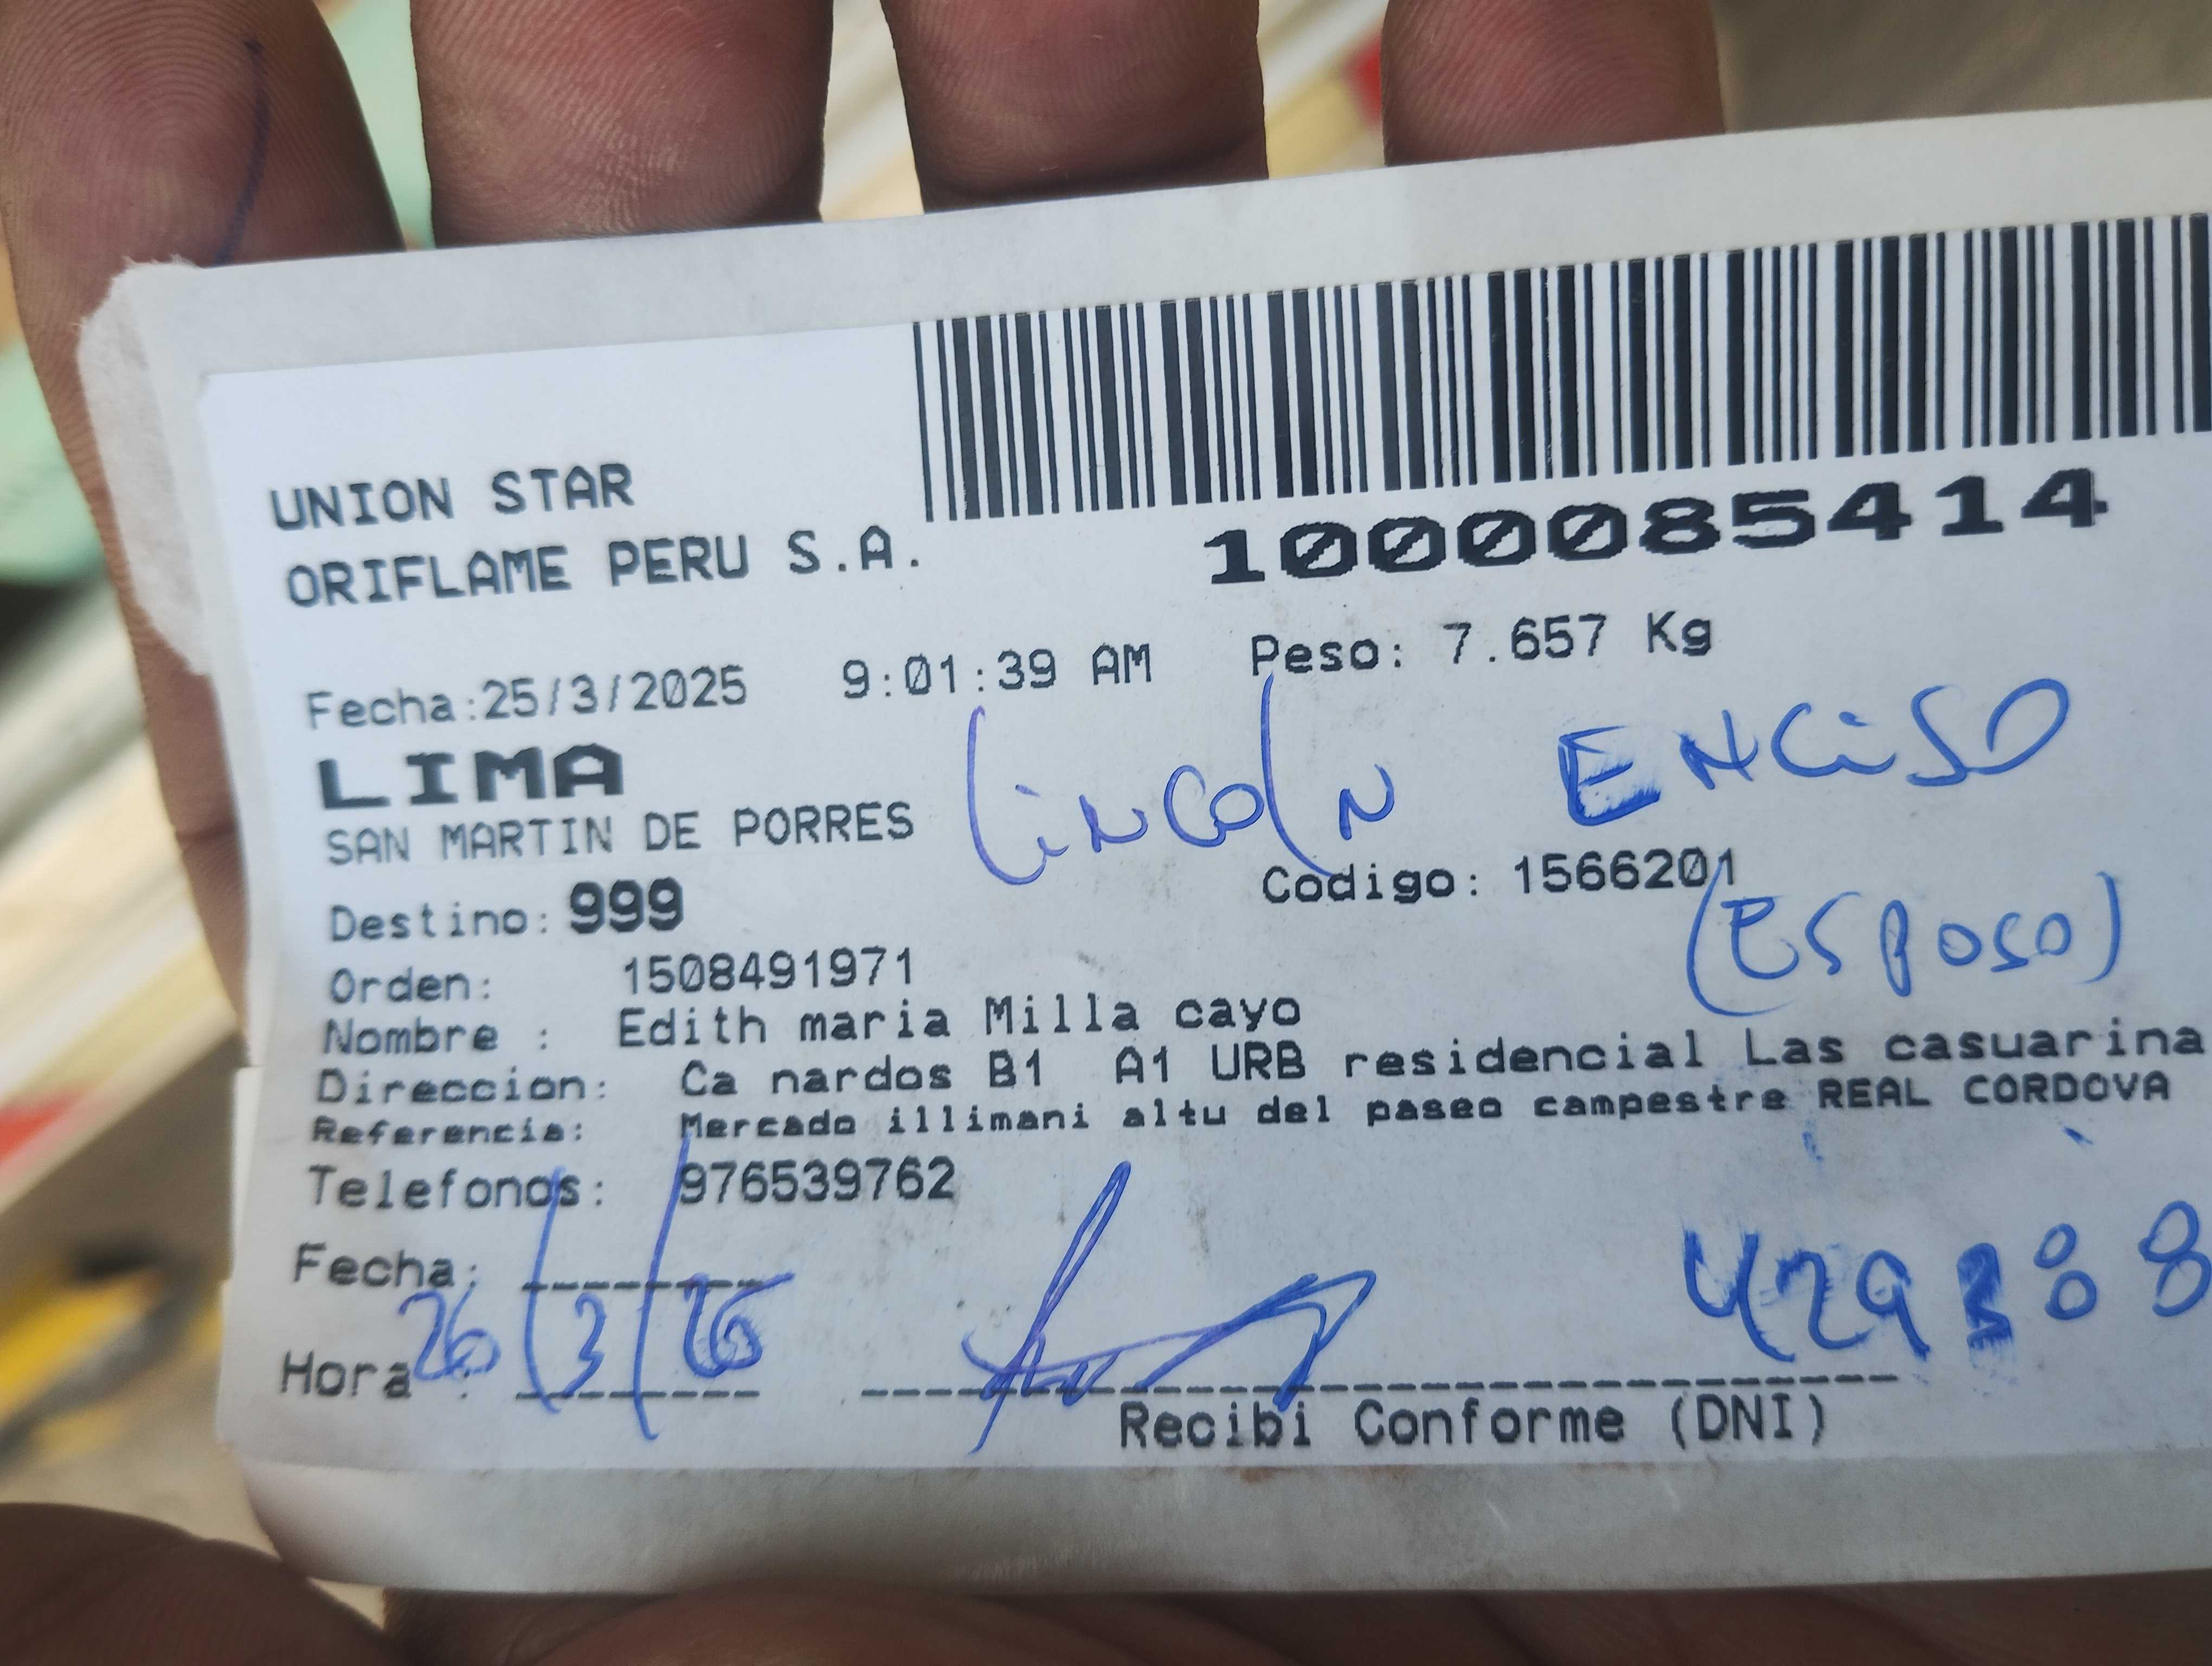 UNION STAR
ORIFLAME PERU S.A.
1000085414
Fecha:25/3/2025 9:01:39 AM Peso: 7.657 Kg
LIMA
LINCOLN ENCISO
SAN MARTIN DE PORRES
Destino: 999 Codigo: 1566201
(Esposo)
Orden: 1508491971
Nombre : Edith maria Milla cayo
Direccion: Ca nardos B1 A1 URB residencial Las casuarina
Referencia: Mercado illimani altu del paseo campestre REAL CORDOVA
Telefonos: 976539762
Fecha:
Hora :
Recibi Conforme (DNI)